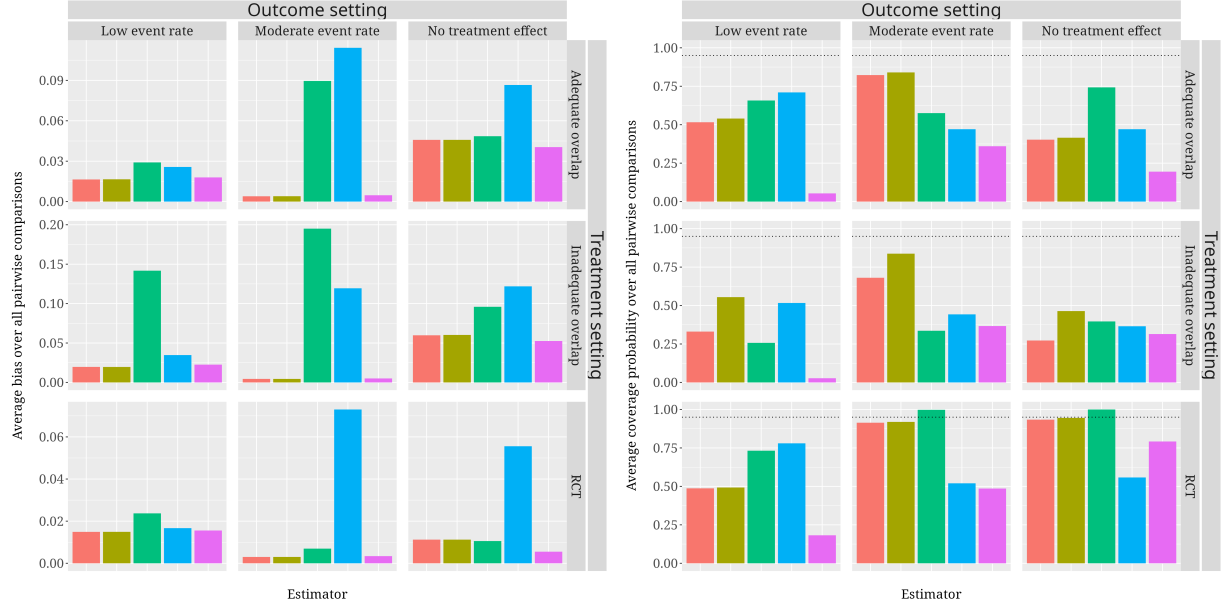 Outcome setting
Low event rate
Moderate event rate
No treatment effect
Average bias over all pairwise comparisons
0.09
0.06
0.03
0.00
Adequate overlap
0.20
0.15
0.10
0.05
0.00
Inadequate overlap
0.06
0.04
0.02
0.00
RCT
Treatment setting
Estimator
Outcome setting
Low event rate
Moderate event rate
No treatment effect
Average coverage probability over all pairwise comparisons
1.00
0.75
0.50
0.25
0.00
Adequate overlap
1.00
0.75
0.50
0.25
0.00
Inadequate overlap
1.00
0.75
0.50
0.25
0.00
RCT
Treatment setting
Estimator